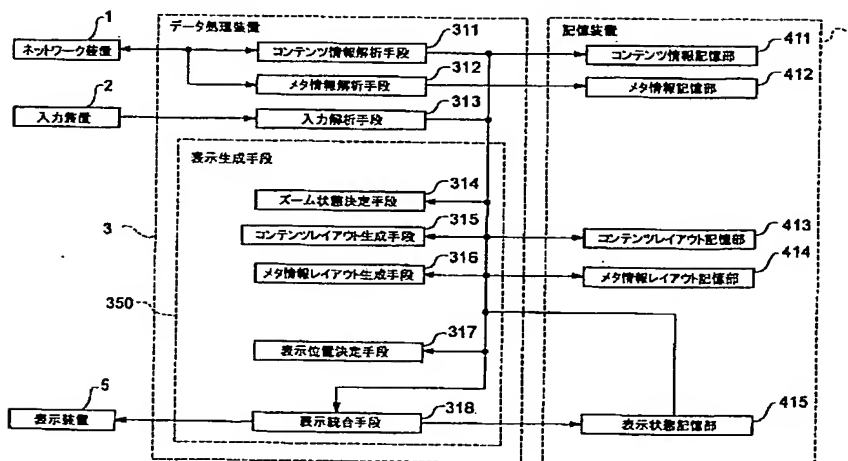 データ処理装置
記憶装置
1
ネットワーク装置
コンテンツ情報解析手段
311
コンテンツ情報記憶部
411
メタ情報解析手段
312
メタ情報記憶部
412
2
入力装置
入力解析手段
313
表示生成手段
ズーム状態決定手段
314
3
コンテンツレイアウト生成手段
315
コンテンツレイアウト記憶部
413
350
メタ情報レイアウト生成手段
316
メタ情報レイアウト記憶部
414
表示位置決定手段
317
5
表示装置
表示統合手段
318
表示状態記憶部
415